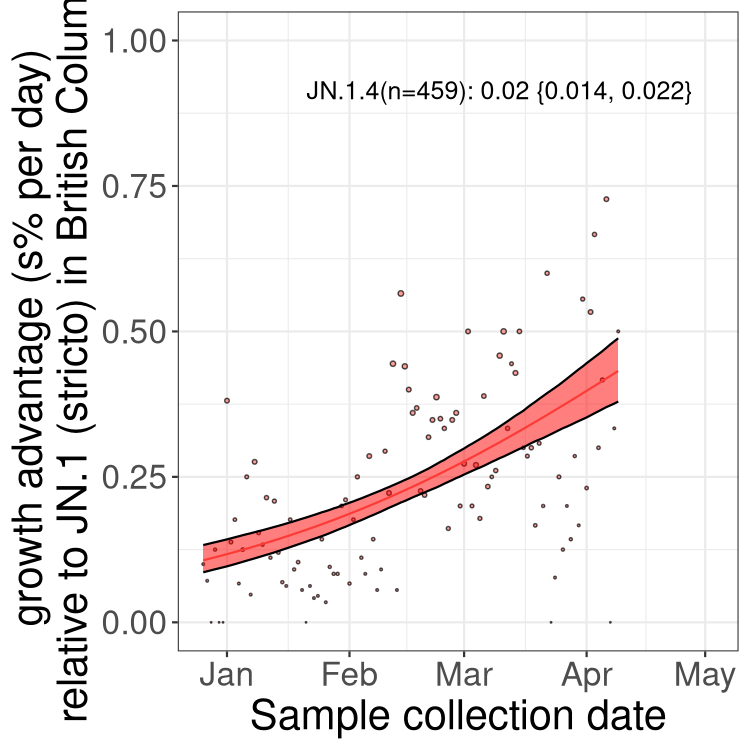 growth advantage (s% per day)
relative to JN.1 (stricto) in British Colum
1.00
0.75
0.50
0.25
0.00
JN.1.4(n=459): 0.02 {0.014, 0.022}
Jan Feb Mar Apr May
Sample collection date